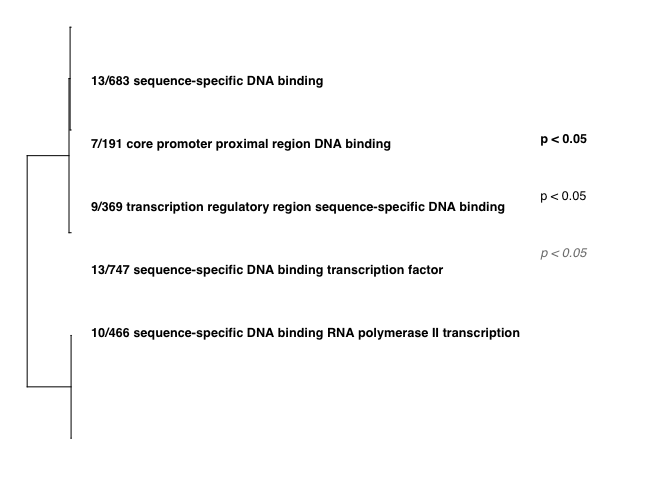 13/683 sequence-specific DNA binding
7/191 core promoter proximal region DNA binding
p < 0.05
9/369 transcription regulatory region sequence-specific DNA binding
p < 0.05
13/747 sequence-specific DNA binding transcription factor
p < 0.05
10/466 sequence-specific DNA binding RNA polymerase II transcription